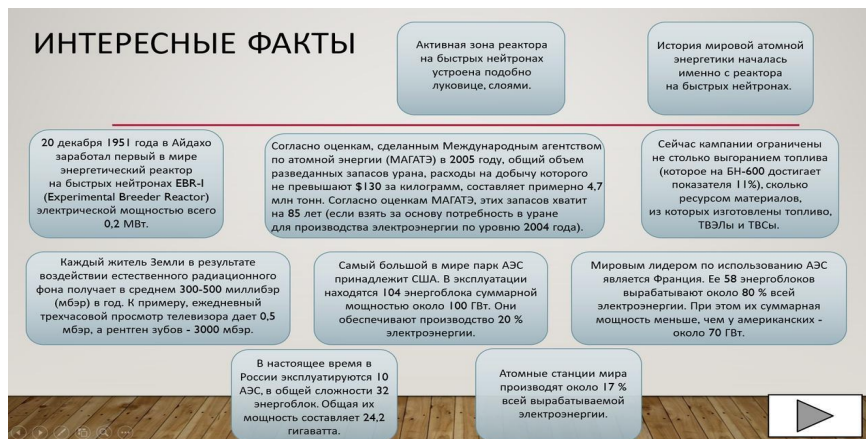 ИНТЕРЕСНЫЕ ФАКТЫ
Активная зона реактора
на быстрых нейтронах
устроена подобно
луковице, слоями.
История мировой атомной
энергетики началась
именно с реактора
на быстрых нейтронах.
20 декабря 1951 года в Айдахо
заработал первый в мире
энергетический реактор
на быстрых нейтронах EBR-I
(Experimental Breeder Reactor)
электрической мощностью всего
0,2 МВт.
Согласно оценкам, сделанным Международным агентством
по атомной энергии (МАГАТЭ) в 2005 году, общий объем
разведанных запасов урана, расходы на добычу которого
не превышают $130 за килограмм, составляет примерно 4,7
млн тонн. Согласно оценкам МАГАТЭ, этих запасов хватит
на 85 лет (если взять за основу потребность в уране
для производства электроэнергии по уровню 2004 года).
Сейчас кампании ограничены
не столько выгоранием топлива
(которое на БН-600 достигает
показателя 11%), сколько
ресурсом материалов,
из которых изготовлены топливо,
ТВЭЛы и ТВСы.
Каждый житель Земли в результате
воздействии естественного радиационного
фона получает в среднем 300-500 миллибэр
(мбэр) в год. К примеру, ежедневный
трехчасовой просмотр телевизора дает 0,5
мбэр, а рентген зубов - 3000 мбэр.
Самый большой в мире парк АЭС
принадлежит США. В эксплуатации
находятся 104 энергоблока суммарной
мощностью около 100 ГВт. Они
обеспечивают производство 20 %
электроэнергии.
Мировым лидером по использованию АЭС
является Франция. Ее 58 энергоблоков
вырабатывают около 80 % всей
электроэнергии. При этом их суммарная
мощность меньше, чем у американских -
около 70 ГВт.
В настоящее время в
России эксплуатируются 10
АЭС, в общей сложности 32
энергоблок. Общая их
мощность составляет 24,2
гигаватта.
Атомные станции мира
производят около 17 %
всей вырабатываемой
электроэнергии.